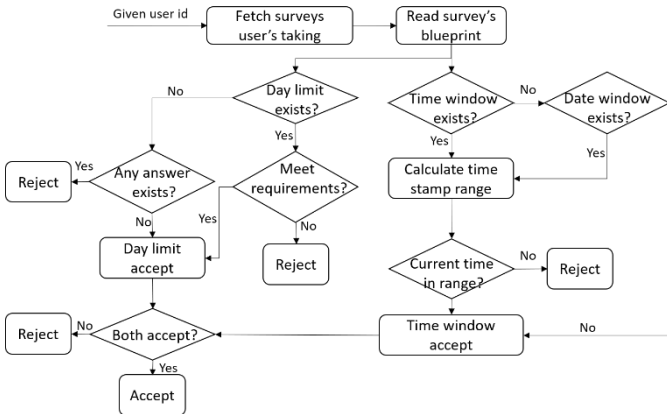 Given user id
Fetch surveys
user's taking
Read survey's
blueprint
No
Day limit
exists?
Time window
exists?
No
Date window
exists?
Yes
Yes
Yes
Reject
Yes
Any answer
exists?
Meet
requirements?
Calculate time
stamp range
No
Yes
No
Day limit
accept
Reject
Current time
in range?
No
Reject
Reject
No
Both accept?
Time window
accept
No
Yes
Accept